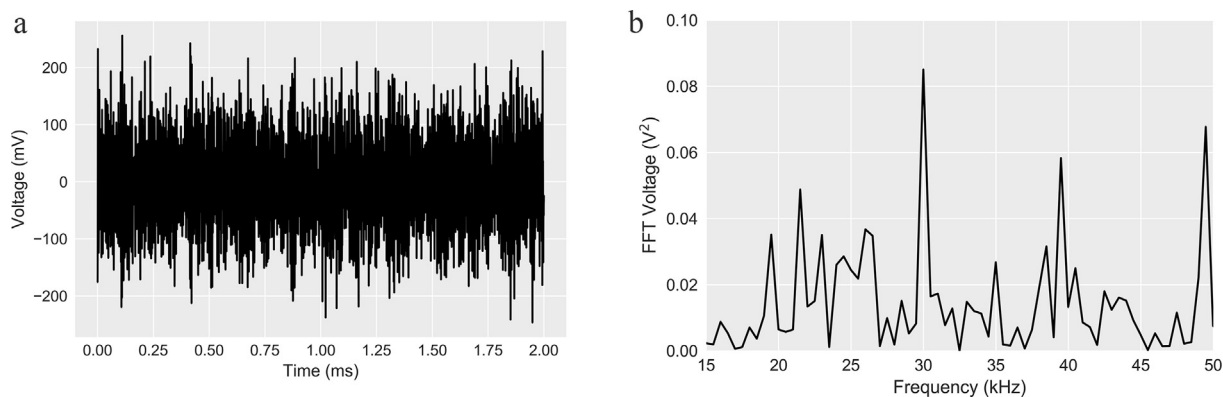 a
200
100
0
−100
−200
Voltage (mV)
0.00 0.25 0.50 0.75 1.00 1.25 1.50 1.75 2.00
Time (ms)
b
0.10
0.08
0.06
0.04
0.02
0.00
FFT Voltage (V²)
15 20 25 30 35 40 45 50
Frequency (kHz)